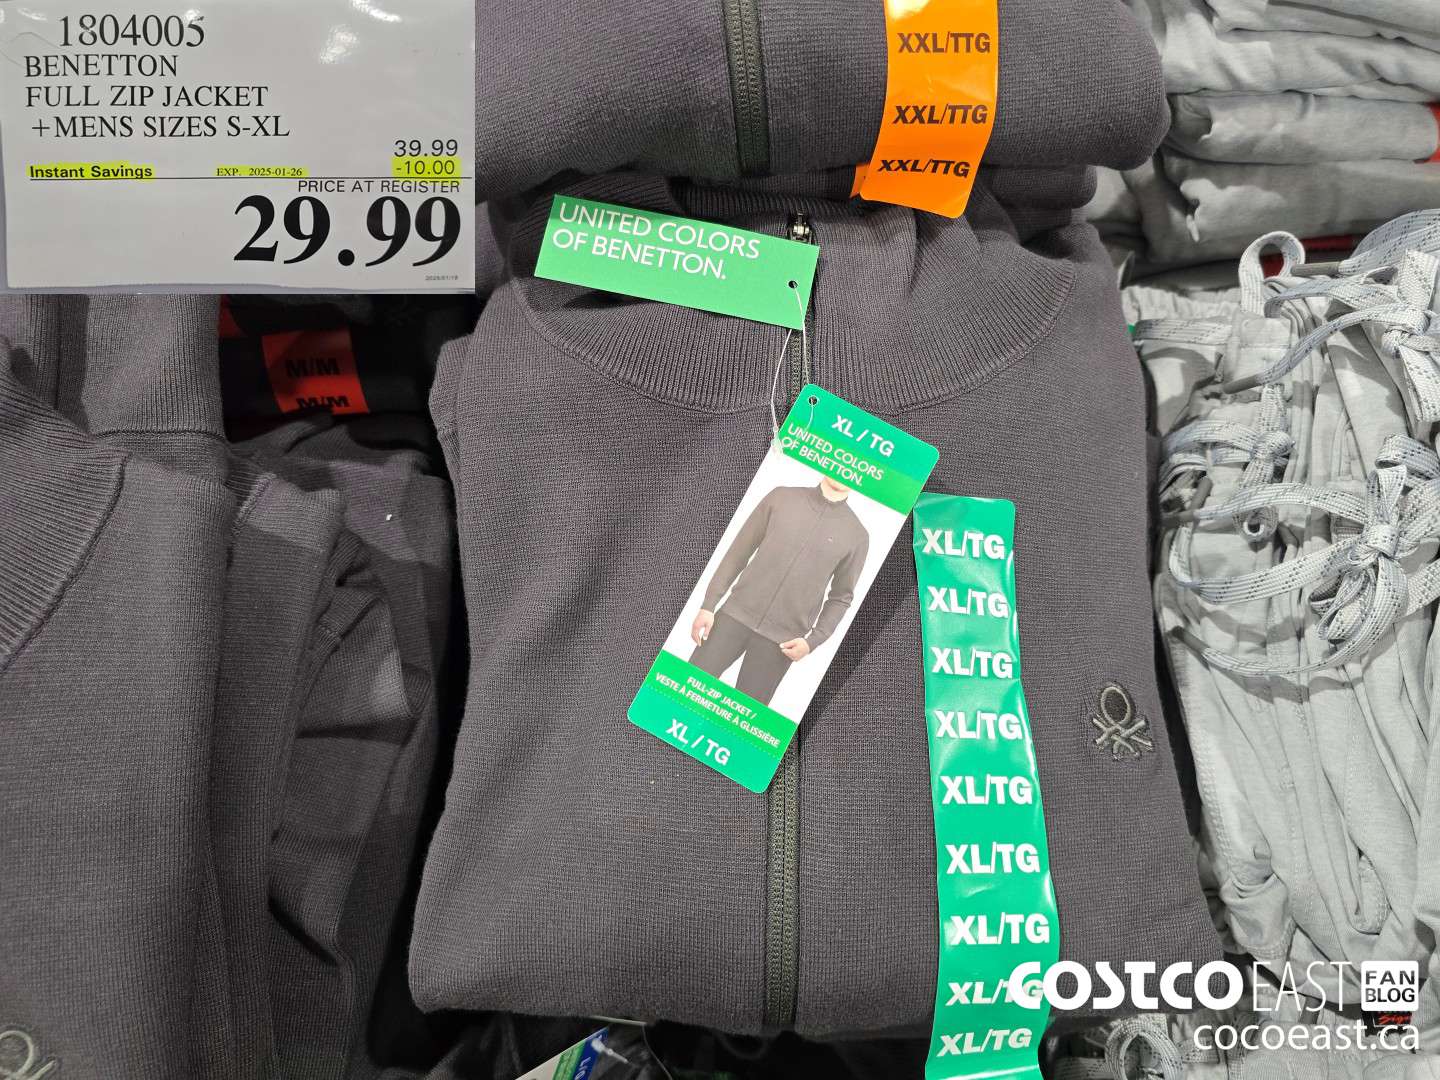 1804005
BENETTON
FULL ZIP JACKET
+MENS SIZES S-XL
39.99
Instant Savings EXP. 2025-01-26 -10.00
PRICE AT REGISTER
29.99
XXL/TTG
XXL/TTG
XXL/TTG
UNITED COLORS
OF BENETTON.
M/M
M/M
XL / TG
UNITED COLORS
OF BENETTON.
FULL-ZIP JACKET /
VESTE À FERMETURE À GLISSIÈRE
XL / TG
XL/TG
XL/TG
XL/TG
XL/TG
XL/TG
XL/TG
XL/TG
XL/TG
XL/TG
COSTCO EAST FAN
BLOG
cocoeast.ca